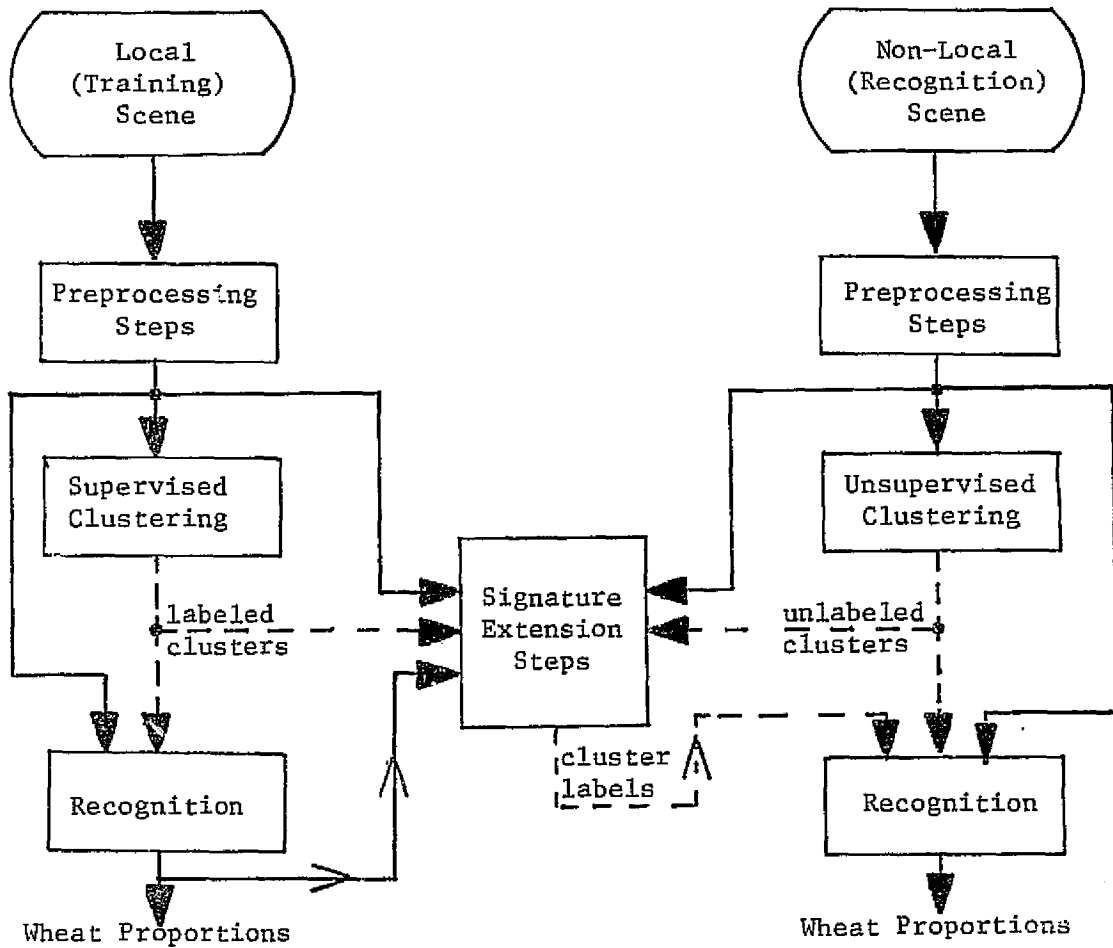 Local
(Training)
Scene
Non-Local
(Recognition)
Scene
Preprocessing
Steps
Preprocessing
Steps
Supervised
Clustering
Unsupervised
Clustering
labeled
clusters
Signature
Extension
Steps
unlabeled
clusters
cluster
labels
Recognition
Recognition
Wheat Proportions
Wheat Proportions